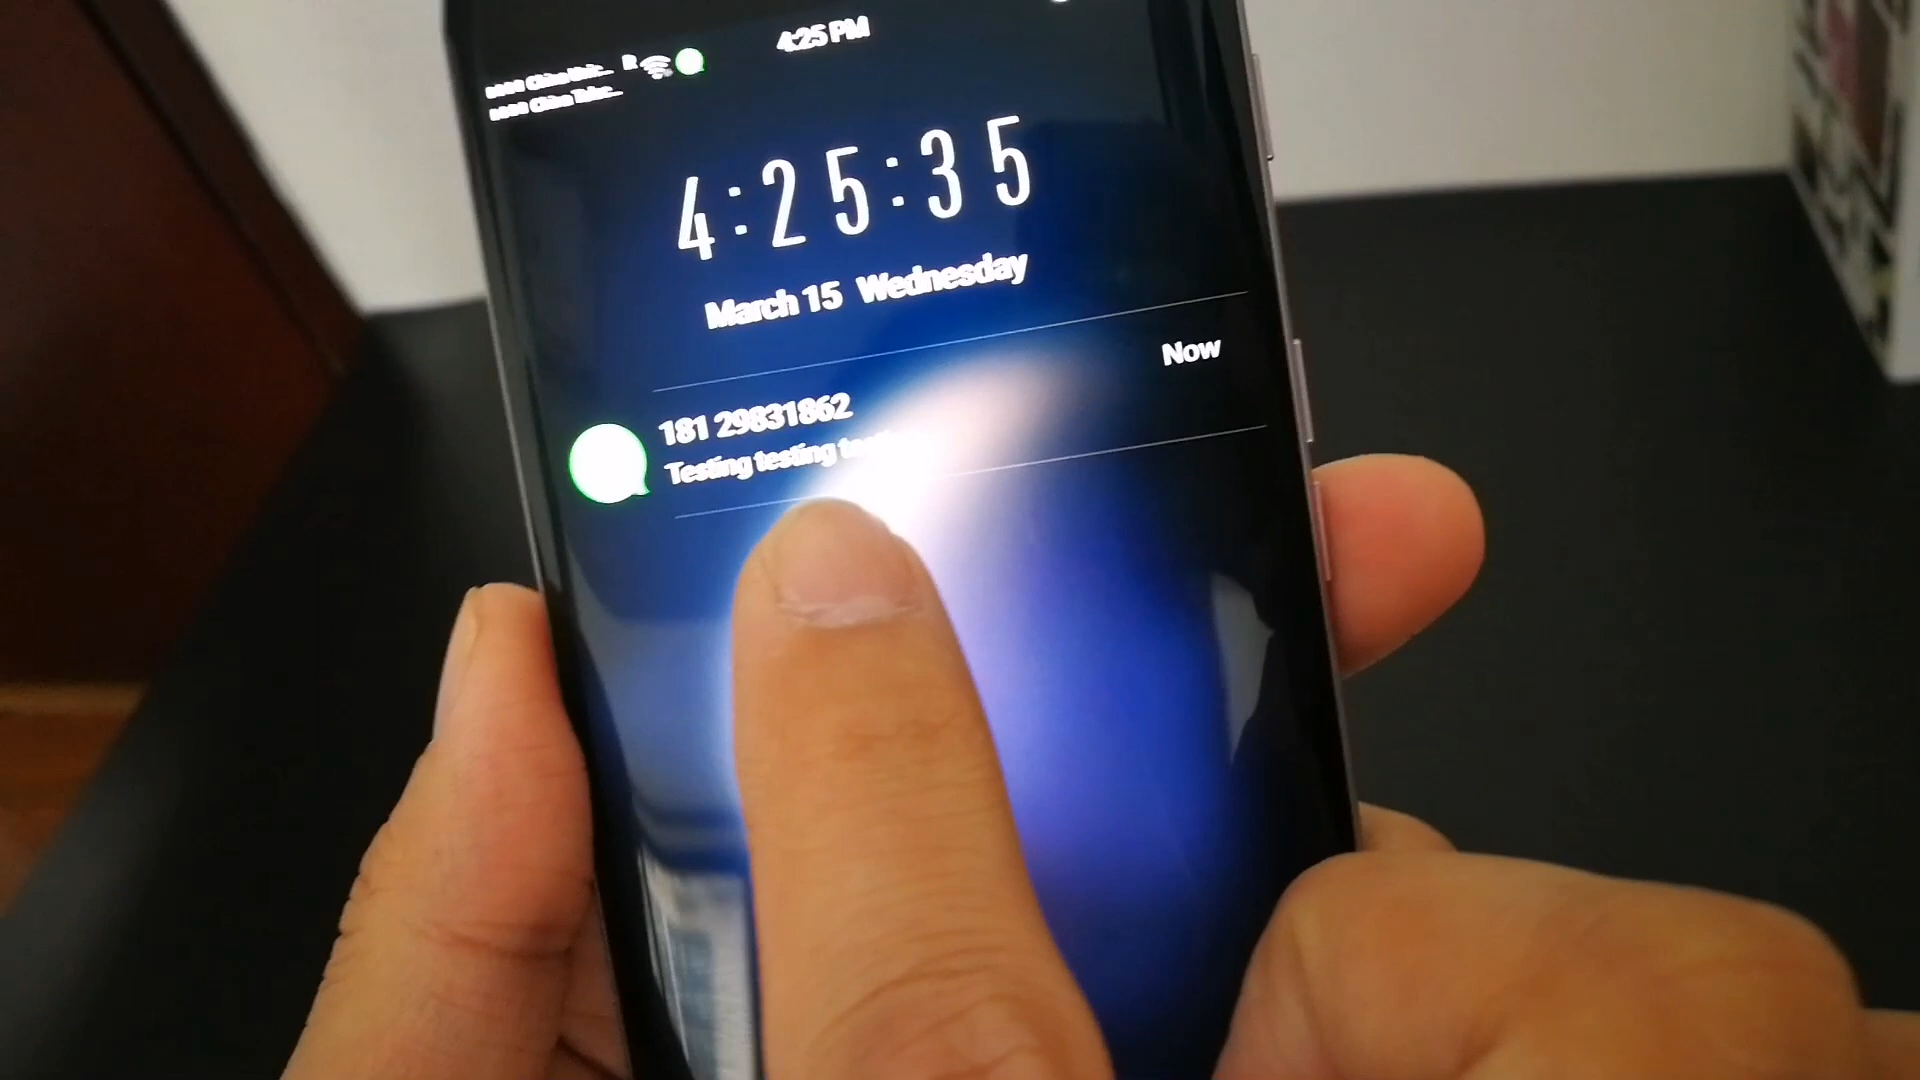 4:25 PM
R
4:25:35
March 15 Wednesday
Now
181 29831862
Testing testing